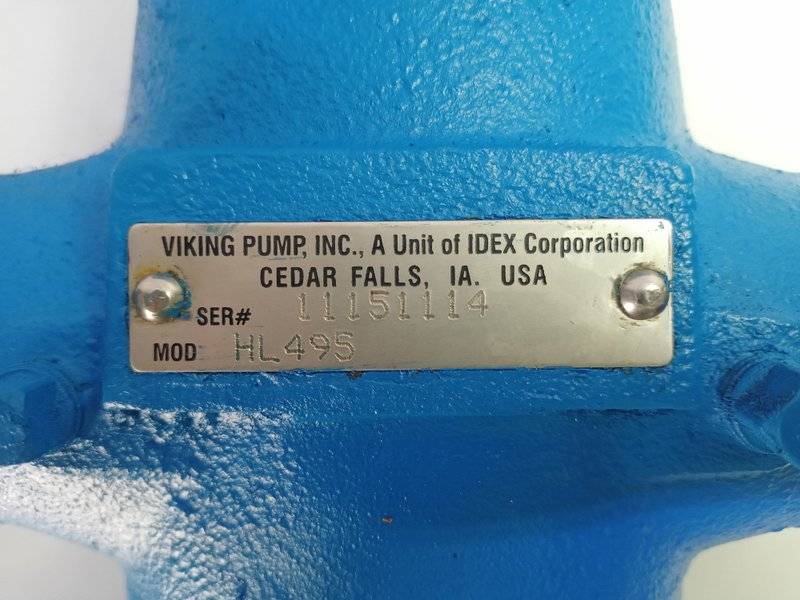 VIKING PUMP, INC., A Unit of IDEX Corporation
CEDAR FALLS, IA. USA
SER# 11151114
MOD HL495